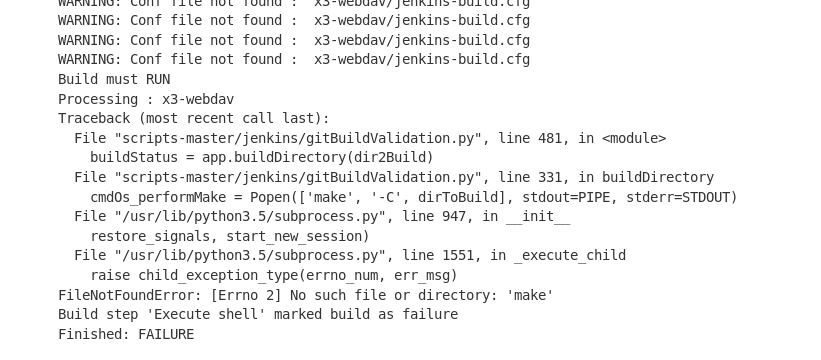 WARNING: Conf file not found :  x3-webdav/jenkins-build.cfg
WARNING: Conf file not found :  x3-webdav/jenkins-build.cfg
WARNING: Conf file not found :  x3-webdav/jenkins-build.cfg
WARNING: Conf file not found :  x3-webdav/jenkins-build.cfg
Build must RUN
Processing : x3-webdav
Traceback (most recent call last):
  File "scripts-master/jenkins/gitBuildValidation.py", line 481, in <module>
    buildStatus = app.buildDirectory(dir2Build)
  File "scripts-master/jenkins/gitBuildValidation.py", line 331, in buildDirectory
    cmdOs_performMake = Popen(['make', '-C', dirToBuild], stdout=PIPE, stderr=STDOUT)
  File "/usr/lib/python3.5/subprocess.py", line 947, in __init__
    restore_signals, start_new_session)
  File "/usr/lib/python3.5/subprocess.py", line 1551, in _execute_child
    raise child_exception_type(errno_num, err_msg)
FileNotFoundError: [Errno 2] No such file or directory: 'make'
Build step 'Execute shell' marked build as failure
Finished: FAILURE